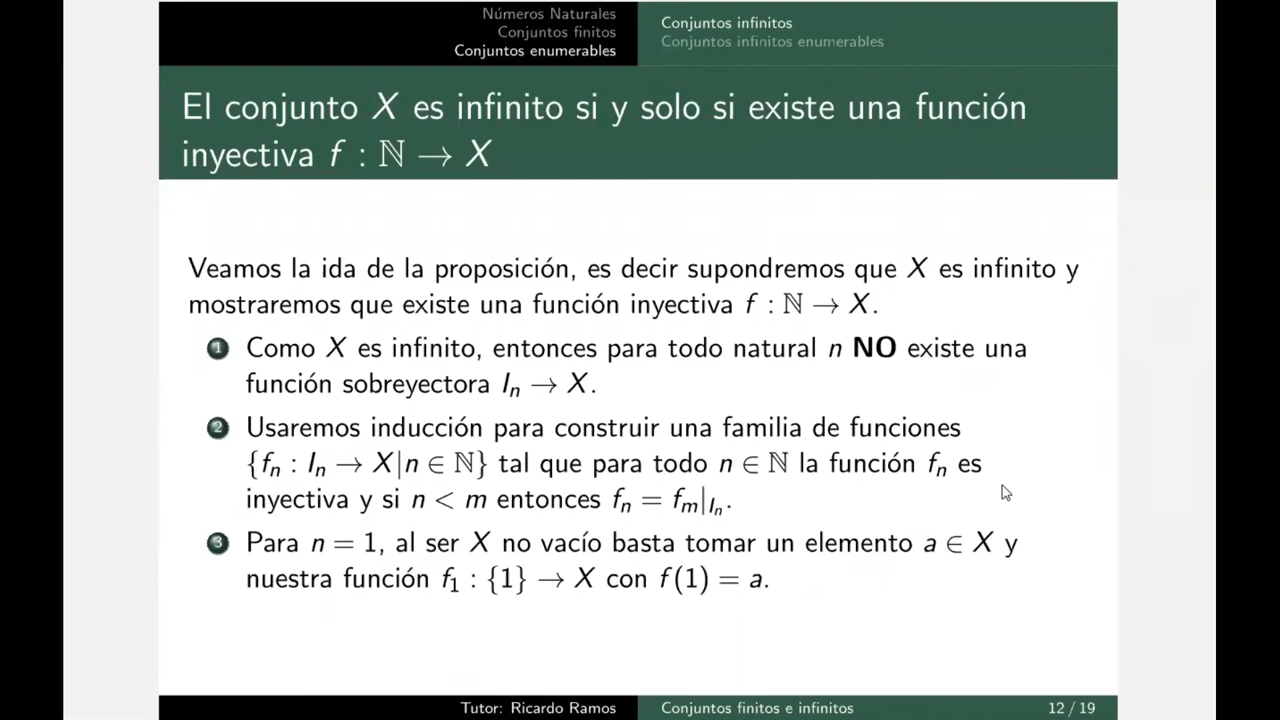 Números Naturales
Conjuntos finitos
Conjuntos enumerables
Conjuntos infinitos
Conjuntos infinitos enumerables
El conjunto X es infinito si y solo si existe una función
inyectiva f : ℕ → X
Veamos la ida de la proposición, es decir supondremos que X es infinito y
mostraremos que existe una función inyectiva f : ℕ → X.
1 Como X es infinito, entonces para todo natural n NO existe una
función sobreyectora Iₙ → X.
2 Usaremos inducción para construir una familia de funciones
{fₙ : Iₙ → X|n ∈ ℕ} tal que para todo n ∈ ℕ la función fₙ es
inyectiva y si n < m entonces fₙ = fₘ|_Iₙ.
3 Para n = 1, al ser X no vacío basta tomar un elemento a ∈ X y
nuestra función f₁ : {1} → X con f(1) = a.
Tutor: Ricardo Ramos
Conjuntos finitos e infinitos
12 / 19